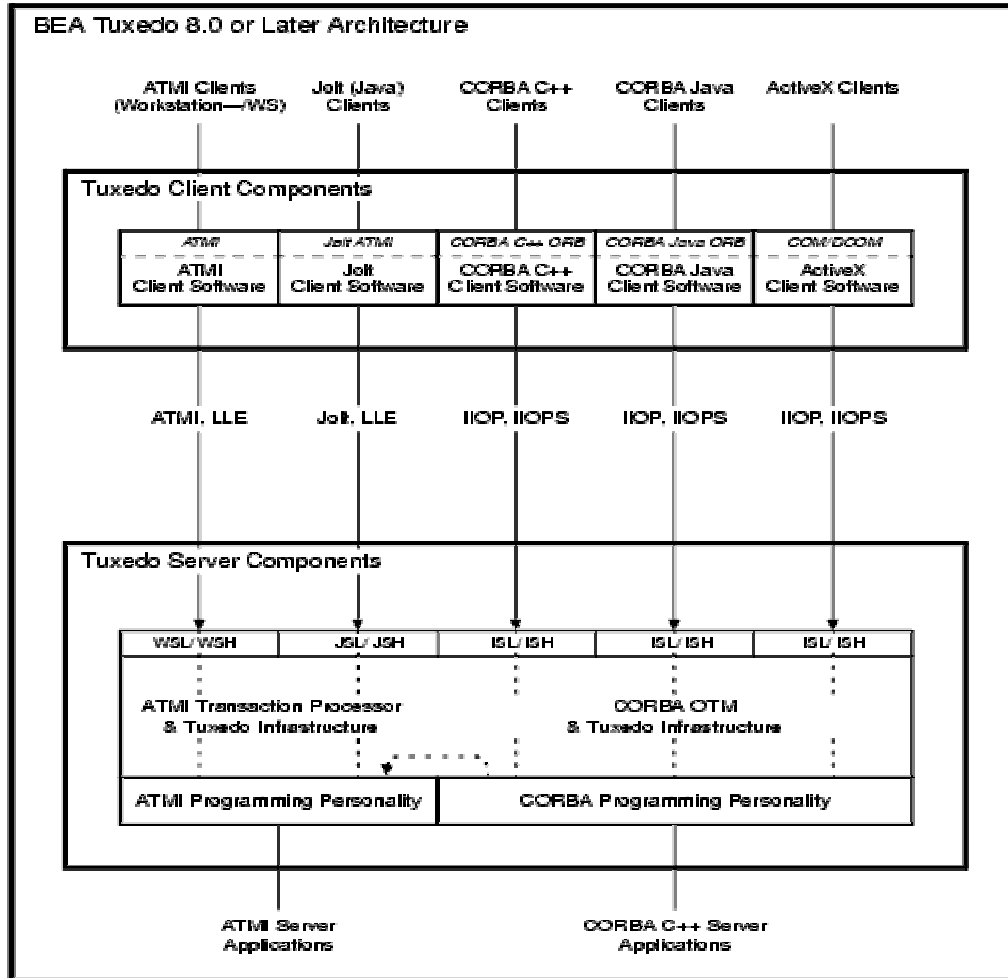 BEA Tuxedo 8.0 or Later Architecture
ATMI Clients
(Workstation—/WS)
Jolt (Java)
Clients
CORBA C++
Clients
CORBA Java
Clients
ActiveX Clients
Tuxedo Client Components
ATMI
Jolt ATMI
CORBA C++ ORB
CORBA Java ORB
COM/DCOM
ATMI
Client Software
Jolt
Client Software
CORBA C++
Client Software
CORBA Java
Client Software
ActiveX
Client Software
ATMI, LLE
Jolt, LLE
IIOP, IIOPS
IIOP, IIOPS
IIOP, IIOPS
Tuxedo Server Components
WSL/WSH
JSL/JSH
ISL/ISH
ISL/ISH
ISL/ISH
ATMI Transaction Processor
& Tuxedo Infrastructure
CORBA OTM
& Tuxedo Infrastructure
ATMI Programming Personality
CORBA Programming Personality
ATMI Server
Applications
CORBA C++ Server
Applications